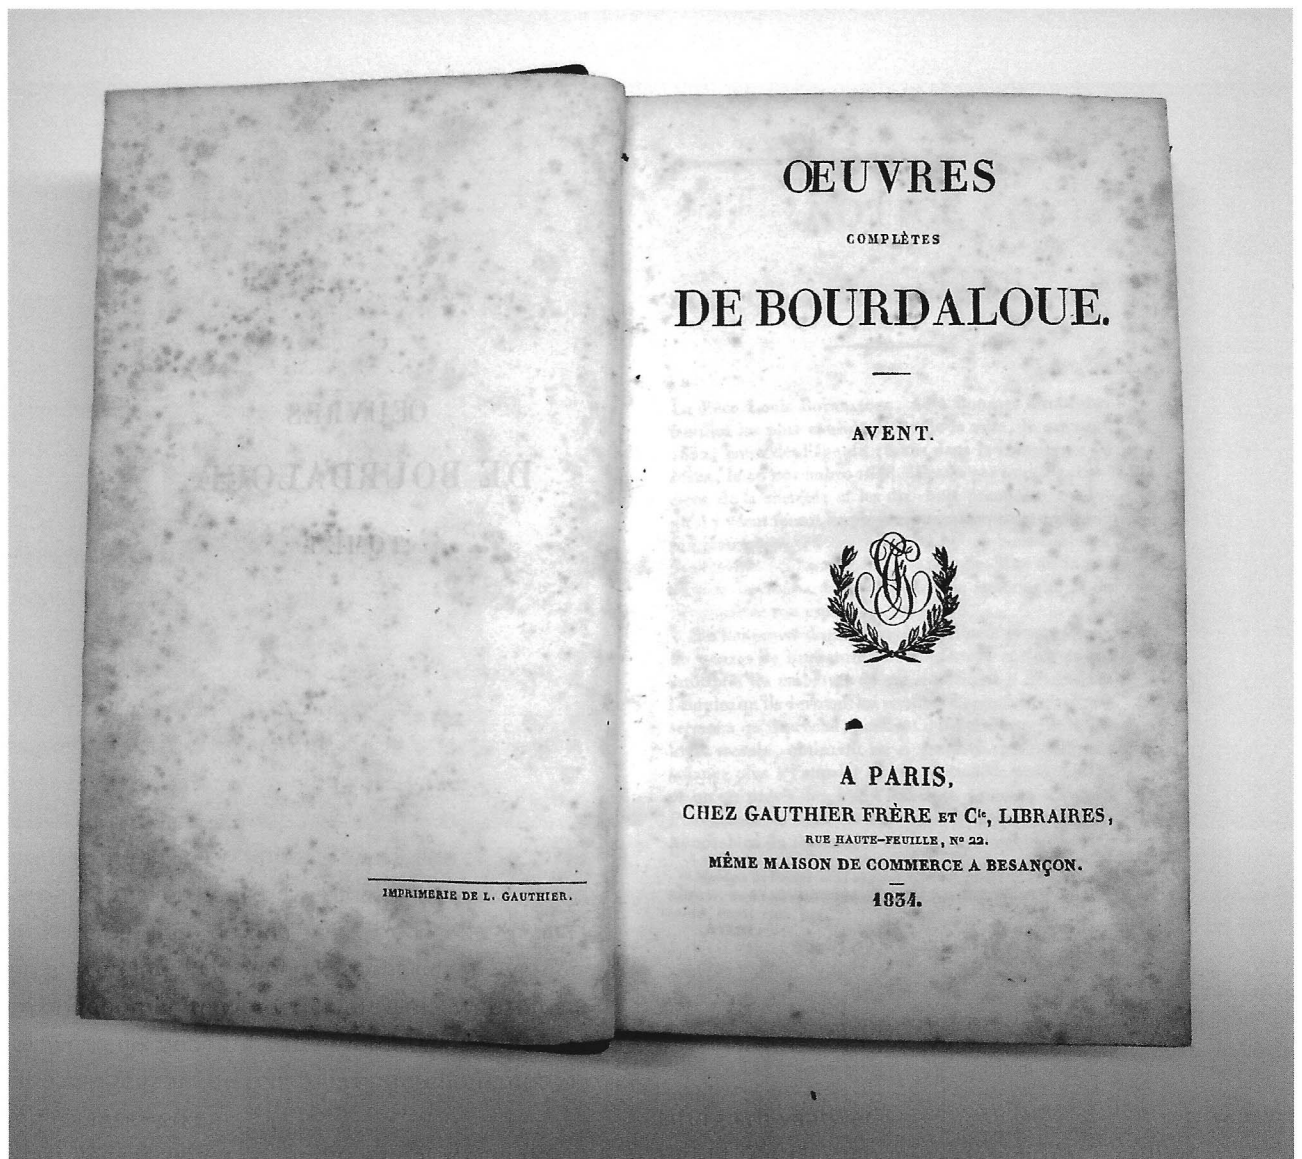 IMPRIMERIE DE L. GAUTHIER.
ŒUVRES
COMPLÈTES
DE BOURDALOUE.
AVENT.
A PARIS,
CHEZ GAUTHIER FRÈRE ET Cie, LIBRAIRES,
RUE HAUTE-FEUILLE, No 22.
MÊME MAISON DE COMMERCE A BESANÇON.
1834.